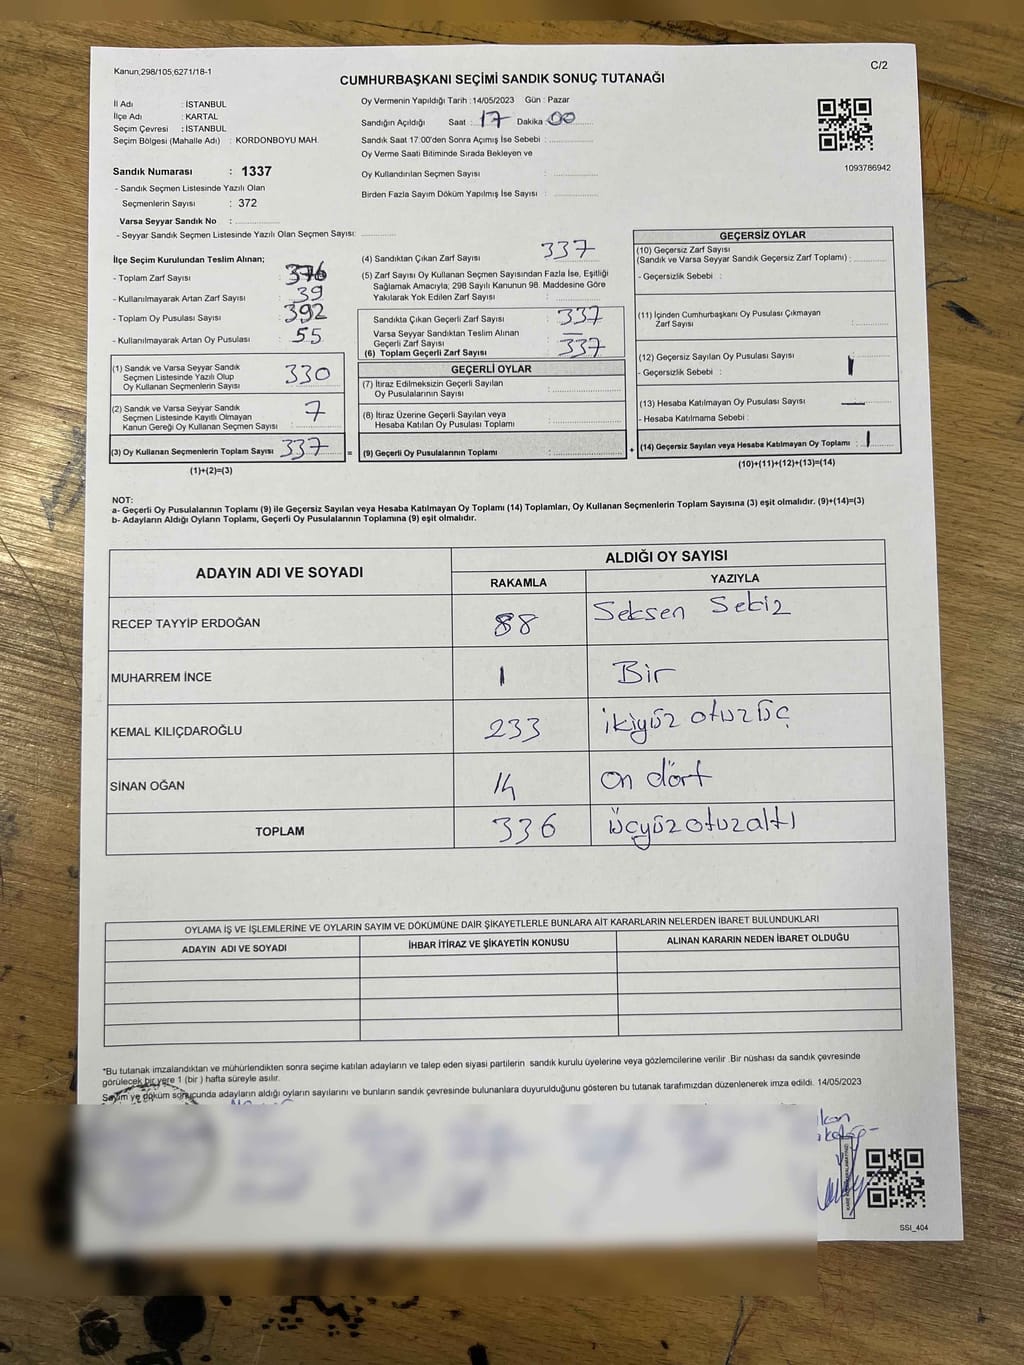 Kanun;298/105;6271/18-1
C/2
CUMHURBAŞKANI SEÇİMİ SANDIK SONUÇ TUTANAĞI
İl Adı : İSTANBUL
İlçe Adı : KARTAL
Seçim Çevresi : İSTANBUL
Seçim Bölgesi (Mahalle Adı) : KORDONBOYU MAH.
Sandık Numarası : 1337
- Sandık Seçmen Listesinde Yazılı Olan
Seçmenlerin Sayısı : 372
Varsa Seyyar Sandık No :
- Seyyar Sandık Seçmen Listesinde Yazılı Olan Seçmen Sayısı:
Oy Vermenin Yapıldığı Tarih : 14/05/2023 Gün : Pazar
Sandığın Açıldığı Saat : 17 Dakika : 00
Sandık Saat 17:00'den Sonra Açımış İse Sebebi :
Oy Verme Saati Bitiminde Sırada Bekleyen ve
Oy Kullandırılan Seçmen Sayısı :
Birden Fazla Sayım Döküm Yapılmış İse Sayısı :
1093786942
İlçe Seçim Kurulundan Teslim Alınan;
- Toplam Zarf Sayısı : 376
- Kullanılmayarak Artan Zarf Sayısı : 39
- Toplam Oy Pusulası Sayısı : 392
- Kullanılmayarak Artan Oy Pusulası : 55
(1) Sandık ve Varsa Seyyar Sandık
Seçmen Listesinde Yazılı Olup
Oy Kullanan Seçmenlerin Sayısı : 330
(2) Sandık ve Varsa Seyyar Sandık
Seçmen Listesinde Kayıtlı Olmayan
Kanun Gereği Oy Kullanan Seçmen Sayısı : 7
(3) Oy Kullanan Seçmenlerin Toplam Sayısı : 337 =
(1)+(2)=(3)
(4) Sandıktan Çıkan Zarf Sayısı : 337
(5) Zarf Sayısı Oy Kullanan Seçmen Sayısından Fazla İse, Eşitliği
Sağlamak Amacıyla, 298 Sayılı Kanunun 98. Maddesine Göre
Yakılarak Yok Edilen Zarf Sayısı :
Sandıkta Çıkan Geçerli Zarf Sayısı : 337
Varsa Seyyar Sandıktan Teslim Alınan
Geçerli Zarf Sayısı : —
(6) Toplam Geçerli Zarf Sayısı : 337
GEÇERLİ OYLAR
(7) İtiraz Edilmeksizin Geçerli Sayılan
Oy Pusulalarının Sayısı :
(8) İtiraz Üzerine Geçerli Sayılan veya
Hesaba Katılan Oy Pusulası Toplamı :
(9) Geçerli Oy Pusulalarının Toplamı : +
GEÇERSİZ OYLAR
(10) Geçersiz Zarf Sayısı
(Sandık ve Varsa Seyyar Sandık Geçersiz Zarf Toplamı) :
- Geçersizlik Sebebi :
(11) İçinden Cumhurbaşkanı Oy Pusulası Çıkmayan
Zarf Sayısı :
(12) Geçersiz Sayılan Oy Pusulası Sayısı : 1
- Geçersizlik Sebebi :
(13) Hesaba Katılmayan Oy Pusulası Sayısı : —
- Hesaba Katılmama Sebebi :
(14) Geçersiz Sayılan veya Hesaba Katılmayan Oy Toplamı : 1
(10)+(11)+(12)+(13)=(14)
NOT:
a- Geçerli Oy Pusulalarının Toplamı (9) ile Geçersiz Sayılan veya Hesaba Katılmayan Oy Toplamı (14) Toplamları, Oy Kullanan Seçmenlerin Toplam Sayısına (3) eşit olmalıdır. (9)+(14)=(3)
b- Adayların Aldığı Oyların Toplamı, Geçerli Oy Pusulalarının Toplamına (9) eşit olmalıdır.
ADAYIN ADI VE SOYADI
ALDIĞI OY SAYISI
RAKAMLA YAZIYLA
RECEP TAYYİP ERDOĞAN 88 Seksen Sekiz
MUHARREM İNCE 1 Bir
KEMAL KILIÇDAROĞLU 233 ikiyüz otuz üç
SİNAN OĞAN 14 on dört
TOPLAM 336 üçyüzotuzaltı
OYLAMA İŞ VE İŞLEMLERİNE VE OYLARIN SAYIM VE DÖKÜMÜNE DAİR ŞİKAYETLERLE BUNLARA AİT KARARLARIN NELERDEN İBARET BULUNDUKLARI
ADAYIN ADI VE SOYADI İHBAR İTİRAZ VE ŞİKAYETİN KONUSU ALINAN KARARIN NEDEN İBARET OLDUĞU
*Bu tutanak imzalandıktan ve mühürlendikten sonra seçime katılan adayların ve talep eden siyasi partilerin sandık kurulu üyelerine veya gözlemcilerine verilir .Bir nüshası da sandık çevresinde
görülecek bir yere 1 (bir ) hafta süreyle asılır.
Sayım ve döküm sonucunda adayların aldığı oyların sayılarını ve bunların sandık çevresinde bulunanlara duyurulduğunu gösteren bu tutanak tarafımızdan düzenlenerek imza edildi. 14/05/2023
SSI_404